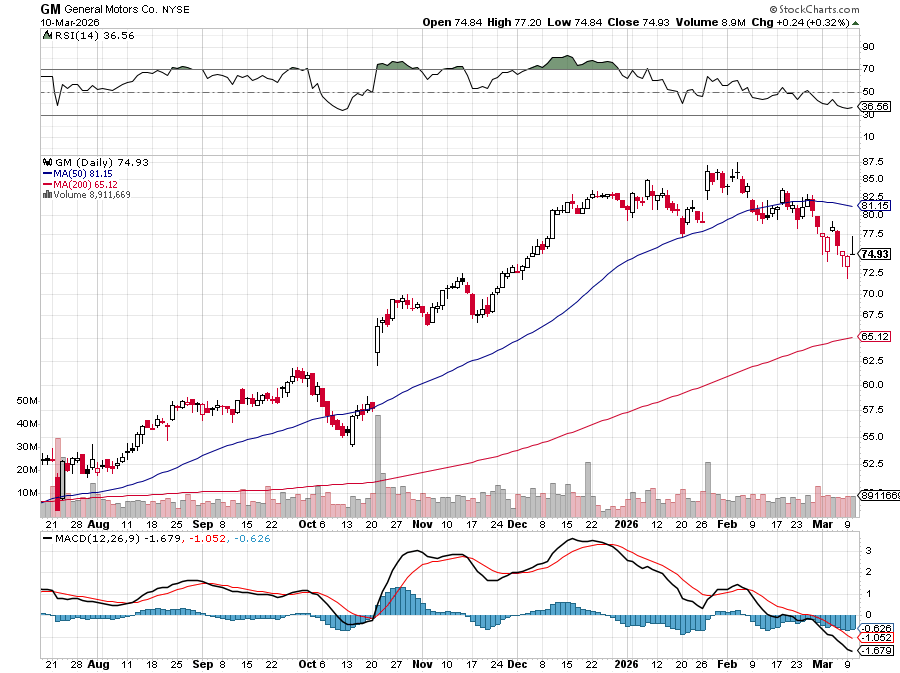 GM General Motors Co. NYSE © StockCharts.com
10-Mar-2026 Open 74.84 High 77.20 Low 74.84 Close 74.93 Volume 8.9M Chg +0.24 (+0.32%)
RSI(14) 36.56
90
70
50
36.56
30
10
GM (Daily) 74.93
MA(50) 81.15
MA(200) 65.12
Volume 8,911,669
87.5
85.0
82.5
81.15
80.0
77.5
74.93
72.5
70.0
67.5
65.12
62.5
60.0
57.5
55.0
52.5
8911669
50M
40M
30M
20M
10M
21 28 Aug 11 18 25 Sep 8 15 22 Oct 6 13 20 27 Nov 10 17 24 Dec 8 15 22 2026 12 20 26 Feb 9 17 23 Mar 9
MACD(12,26,9) -1.679, -1.052, -0.626
3
2
1
0
-0.626
-1.052
-1.679
21 28 Aug 11 18 25 Sep 8 15 22 Oct 6 13 20 27 Nov 10 17 24 Dec 8 15 22 2026 12 20 26 Feb 9 17 23 Mar 9